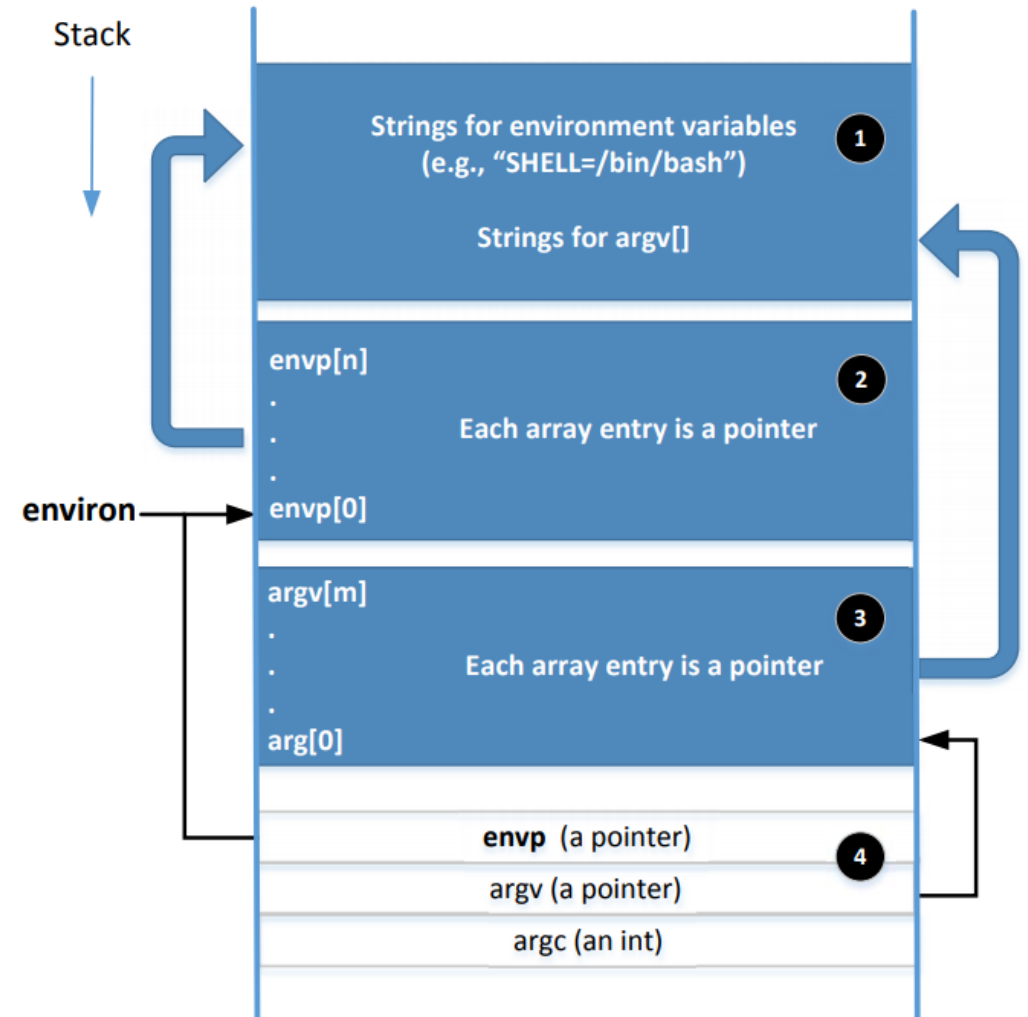 Stack
Strings for environment variables
(e.g., “SHELL=/bin/bash”)
1
Strings for argv[]
envp[n]
.
.
.
envp[0]
2
Each array entry is a pointer
environ
argv[m]
.
.
.
arg[0]
3
Each array entry is a pointer
envp (a pointer)
4
argv (a pointer)
argc (an int)